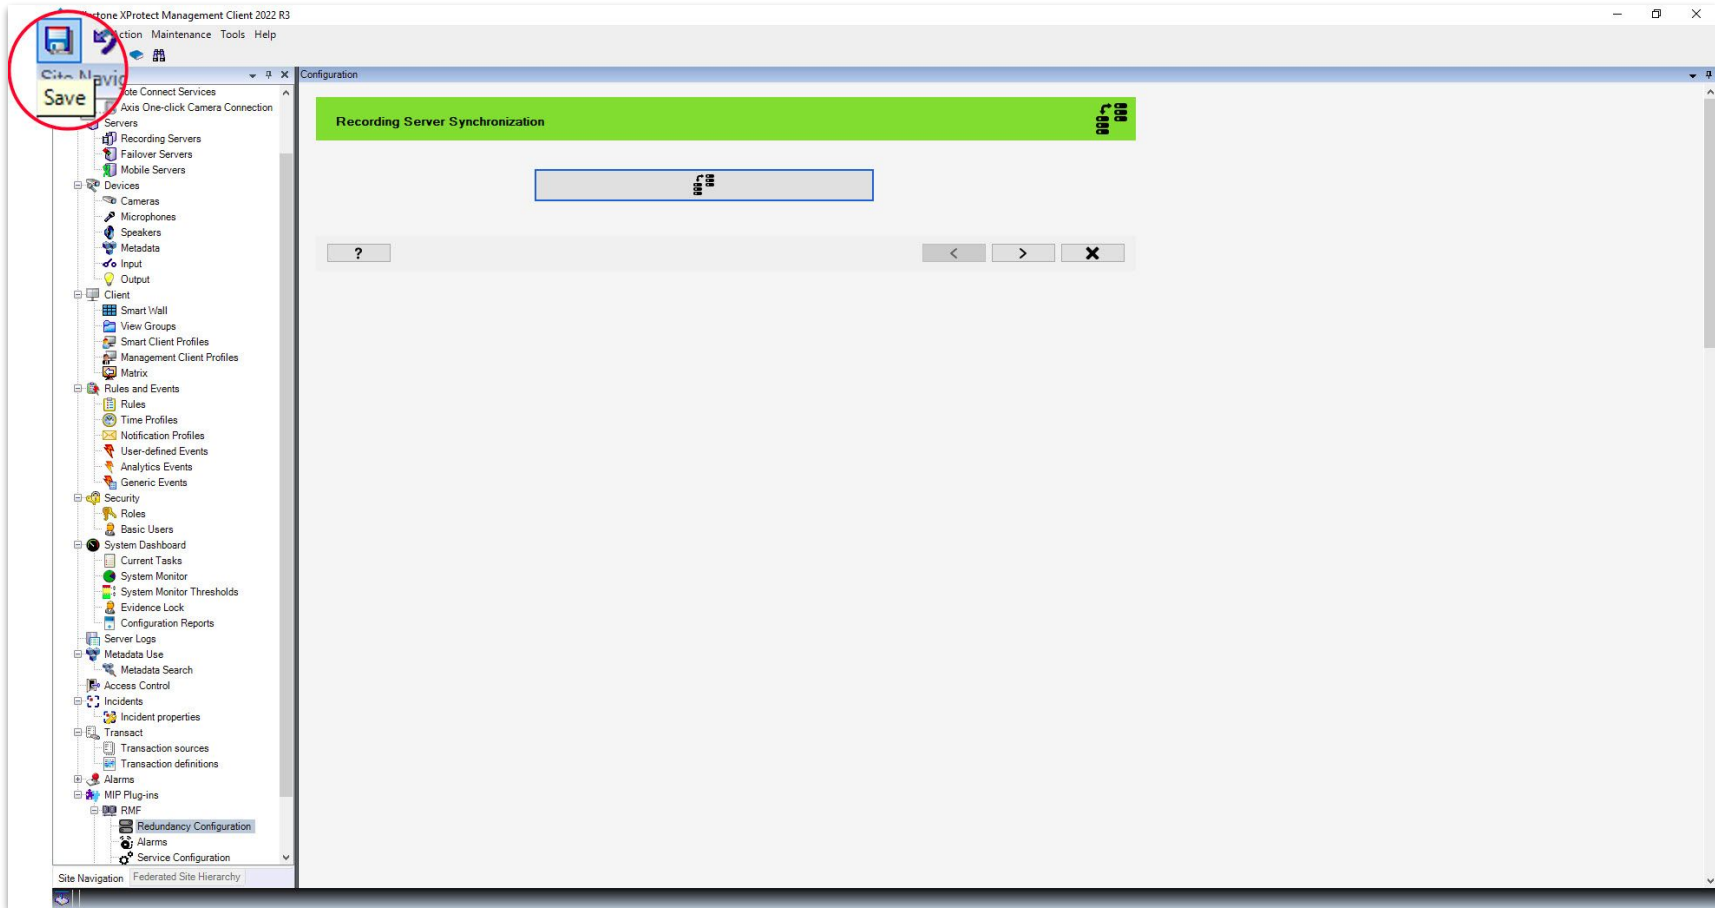 stone XProtect Management Client 2022 R3
Action Maintenance Tools Help
Site Navig
Save
Configuration
ote Connect Services
Axis One-click Camera Connection
Servers
Recording Servers
Failover Servers
Mobile Servers
Devices
Cameras
Microphones
Speakers
Metadata
Input
Output
Client
Smart Wall
View Groups
Smart Client Profiles
Management Client Profiles
Matrix
Rules and Events
Rules
Time Profiles
Notification Profiles
User-defined Events
Analytics Events
Generic Events
Security
Roles
Basic Users
System Dashboard
Current Tasks
System Monitor
System Monitor Thresholds
Evidence Lock
Configuration Reports
Server Logs
Metadata Use
Metadata Search
Access Control
Incidents
Incident properties
Transact
Transaction sources
Transaction definitions
Alarms
MIP Plug-ins
RMF
Redundancy Configuration
Alarms
Service Configuration
Site Navigation Federated Site Hierarchy
Recording Server Synchronization
? < >